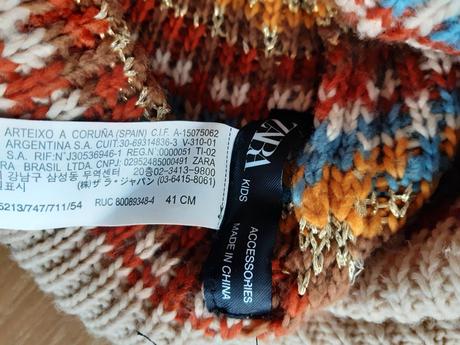 ARTEIXO A CORUÑA (SPAIN) C.I.F. A-15075062
ARGENTINA S.A. CUIT:30-69314836-3 V-310-01
S.A. RIF:N°J30536946-1 REG.N°0000051 TI-02
RA BRASIL LTDA. CNPJ: 02952485000491 ZARA
강남구 삼성동 무역센터 20층 02-3413-9800
표시 (株)ザラ・ジャパン (03-6415-8061)
5213/747/711/54 RUC 80089348-4 41 CM
ZARA
KIDS
ACCESSORIES
MADE IN CHINA